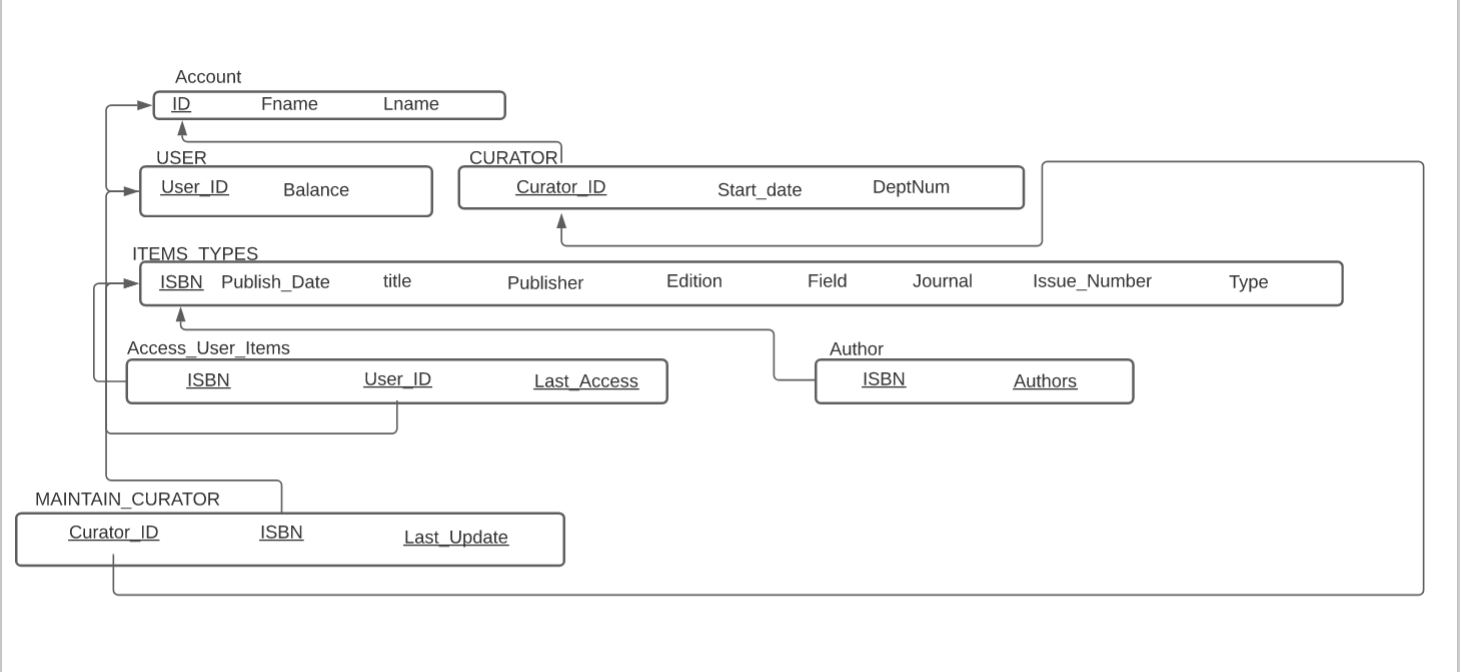 Account
ID Fname Lname
USER CURATOR
User_ID Balance Curator_ID Start_date DeptNum
ITEMS_TYPES
ISBN Publish_Date title Publisher Edition Field Journal Issue_Number Type
Access_User_Items Author
ISBN User_ID Last_Access ISBN Authors
MAINTAIN_CURATOR
Curator_ID ISBN Last_Update